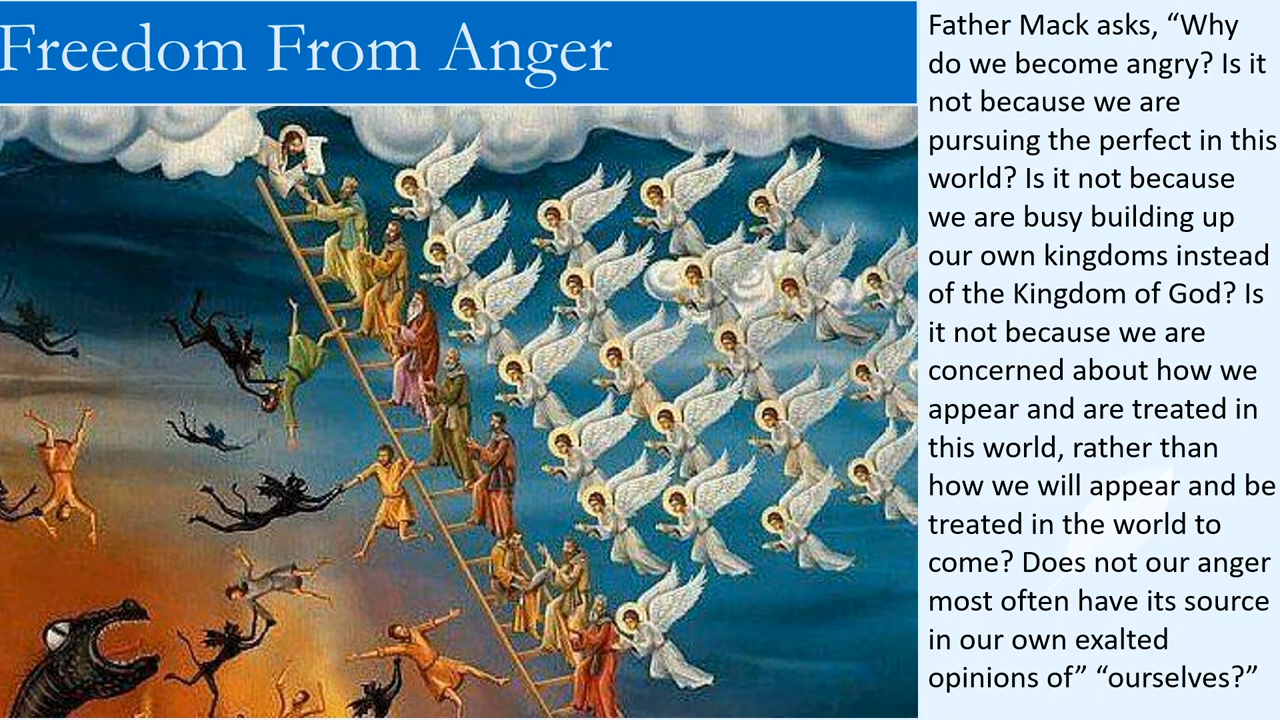 Freedom From Anger
Father Mack asks, “Why
do we become angry? Is it
not because we are
pursuing the perfect in this
world? Is it not because
we are busy building up
our own kingdoms instead
of the Kingdom of God? Is
it not because we are
concerned about how we
appear and are treated in
this world, rather than
how we will appear and be
treated in the world to
come? Does not our anger
most often have its source
in our own exalted
opinions of” “ourselves?”